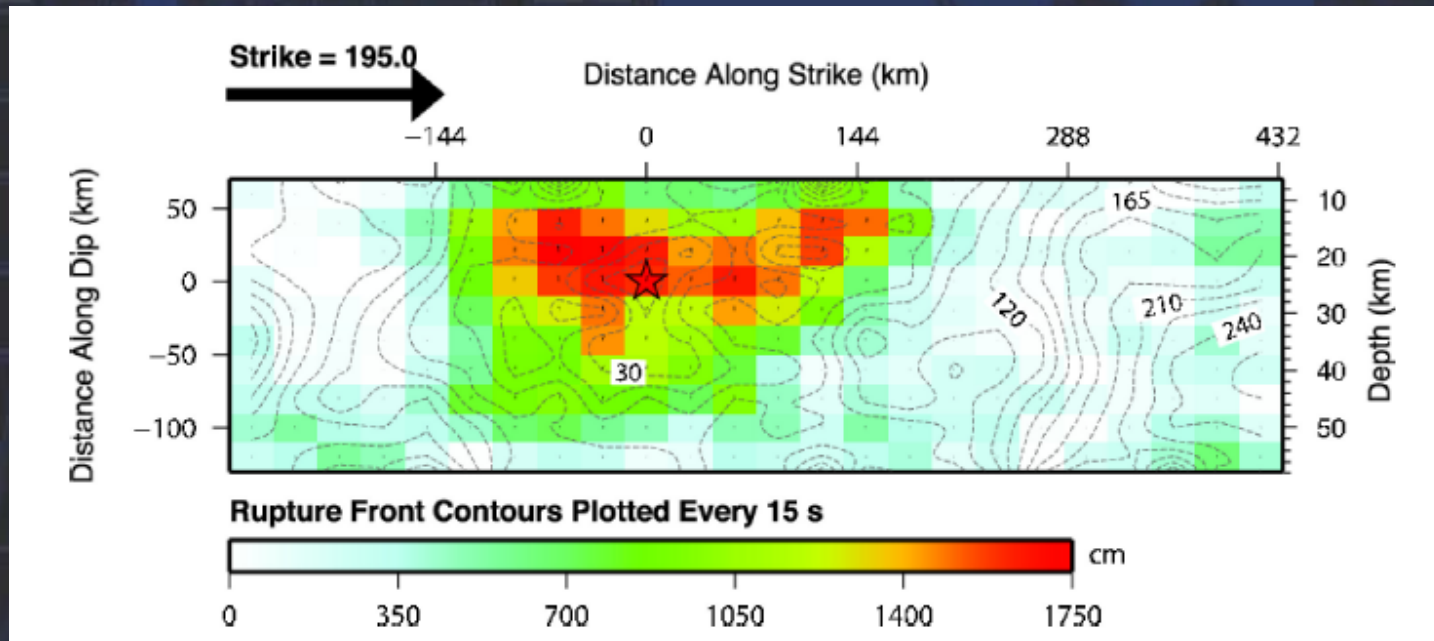 Strike = 195.0
Distance Along Strike (km)
−144 0 144 288 432
Distance Along Dip (km)
50
0
−50
−100
165
120
210
240
30
10
20
30
40
50
Depth (km)
Rupture Front Contours Plotted Every 15 s
cm
0 350 700 1050 1400 1750